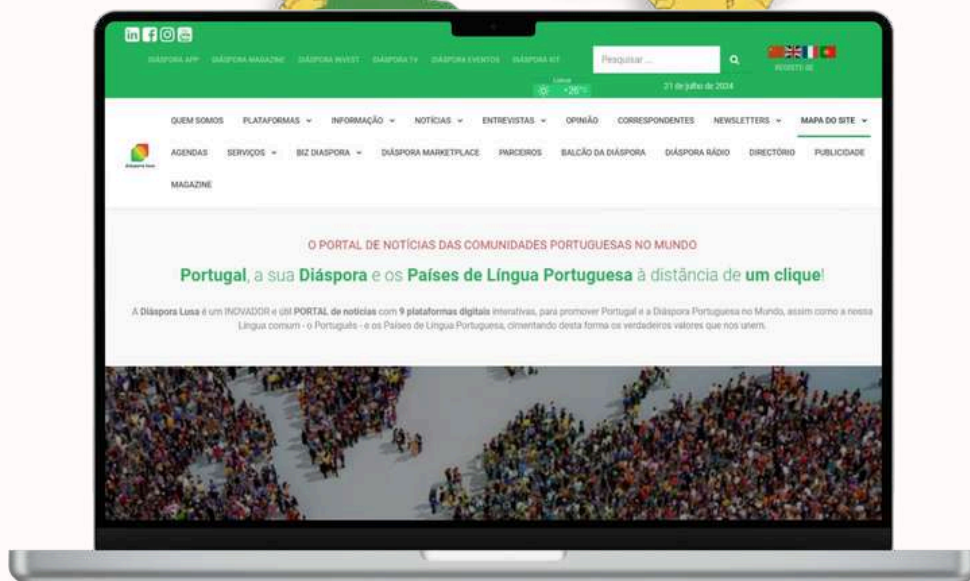 DIÁSPORA APP DIÁSPORA MAGAZINE DIÁSPORA INVEST DIÁSPORA TV DIÁSPORA EVENTOS DIÁSPORA KIT
Pesquisar ...
REGISTE-SE
Lisboa
+26°C
21 de julho de 2024
QUEM SOMOS PLATAFORMAS INFORMAÇÃO NOTÍCIAS ENTREVISTAS OPINIÃO CORRESPONDENTES NEWSLETTERS MAPA DO SITE
diáspora lusa
AGENDAS SERVIÇOS BIZ DIASPORA DIÁSPORA MARKETPLACE PARCEIROS BALCÃO DA DIÁSPORA DIÁSPORA RÁDIO DIRECTÓRIO PUBLICIDADE
MAGAZINE
O PORTAL DE NOTÍCIAS DAS COMUNIDADES PORTUGUESAS NO MUNDO
Portugal, a sua Diáspora e os Países de Língua Portuguesa à distância de um clique!
A Diáspora Lusa é um INOVADOR e útil PORTAL de notícias com 9 plataformas digitais interativas, para promover Portugal e a Diáspora Portuguesa no Mundo, assim como a nossa
Língua comum - o Português - e os Países de Língua Portuguesa, cimentando desta forma os verdadeiros valores que nos unem.